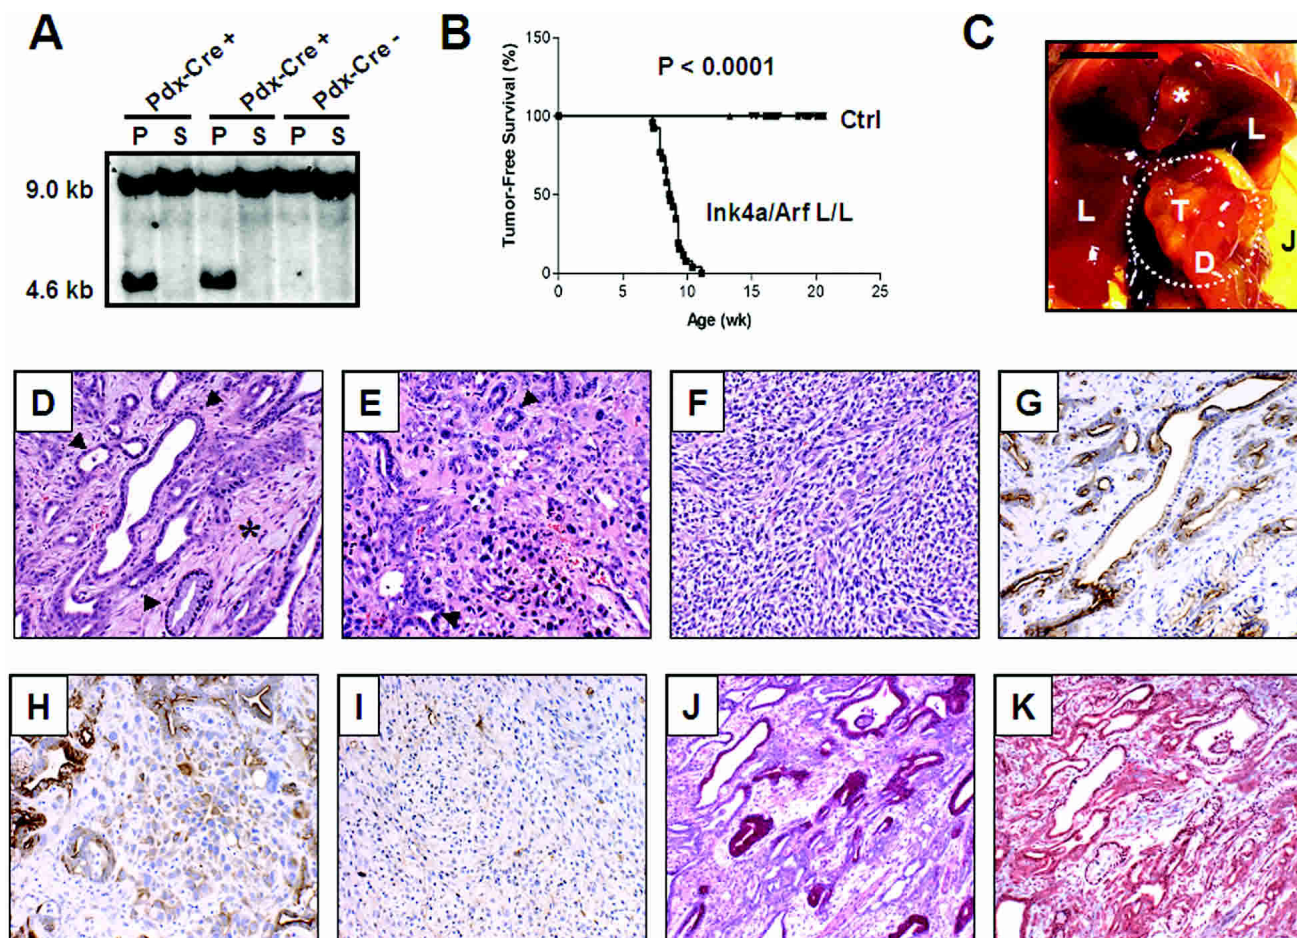 A
Pdx-Cre +
Pdx-Cre +
Pdx-Cre -
P S P S P S
9.0 kb
4.6 kb
B
Tumor-Free Survival (%)
150
100
50
0
P < 0.0001
Ctrl
Ink4a/Arf L/L
0 5 10 15 20 25
Age (wk)
C
*
L
L
T
D
J
D
*
E
F
G
H
I
J
K